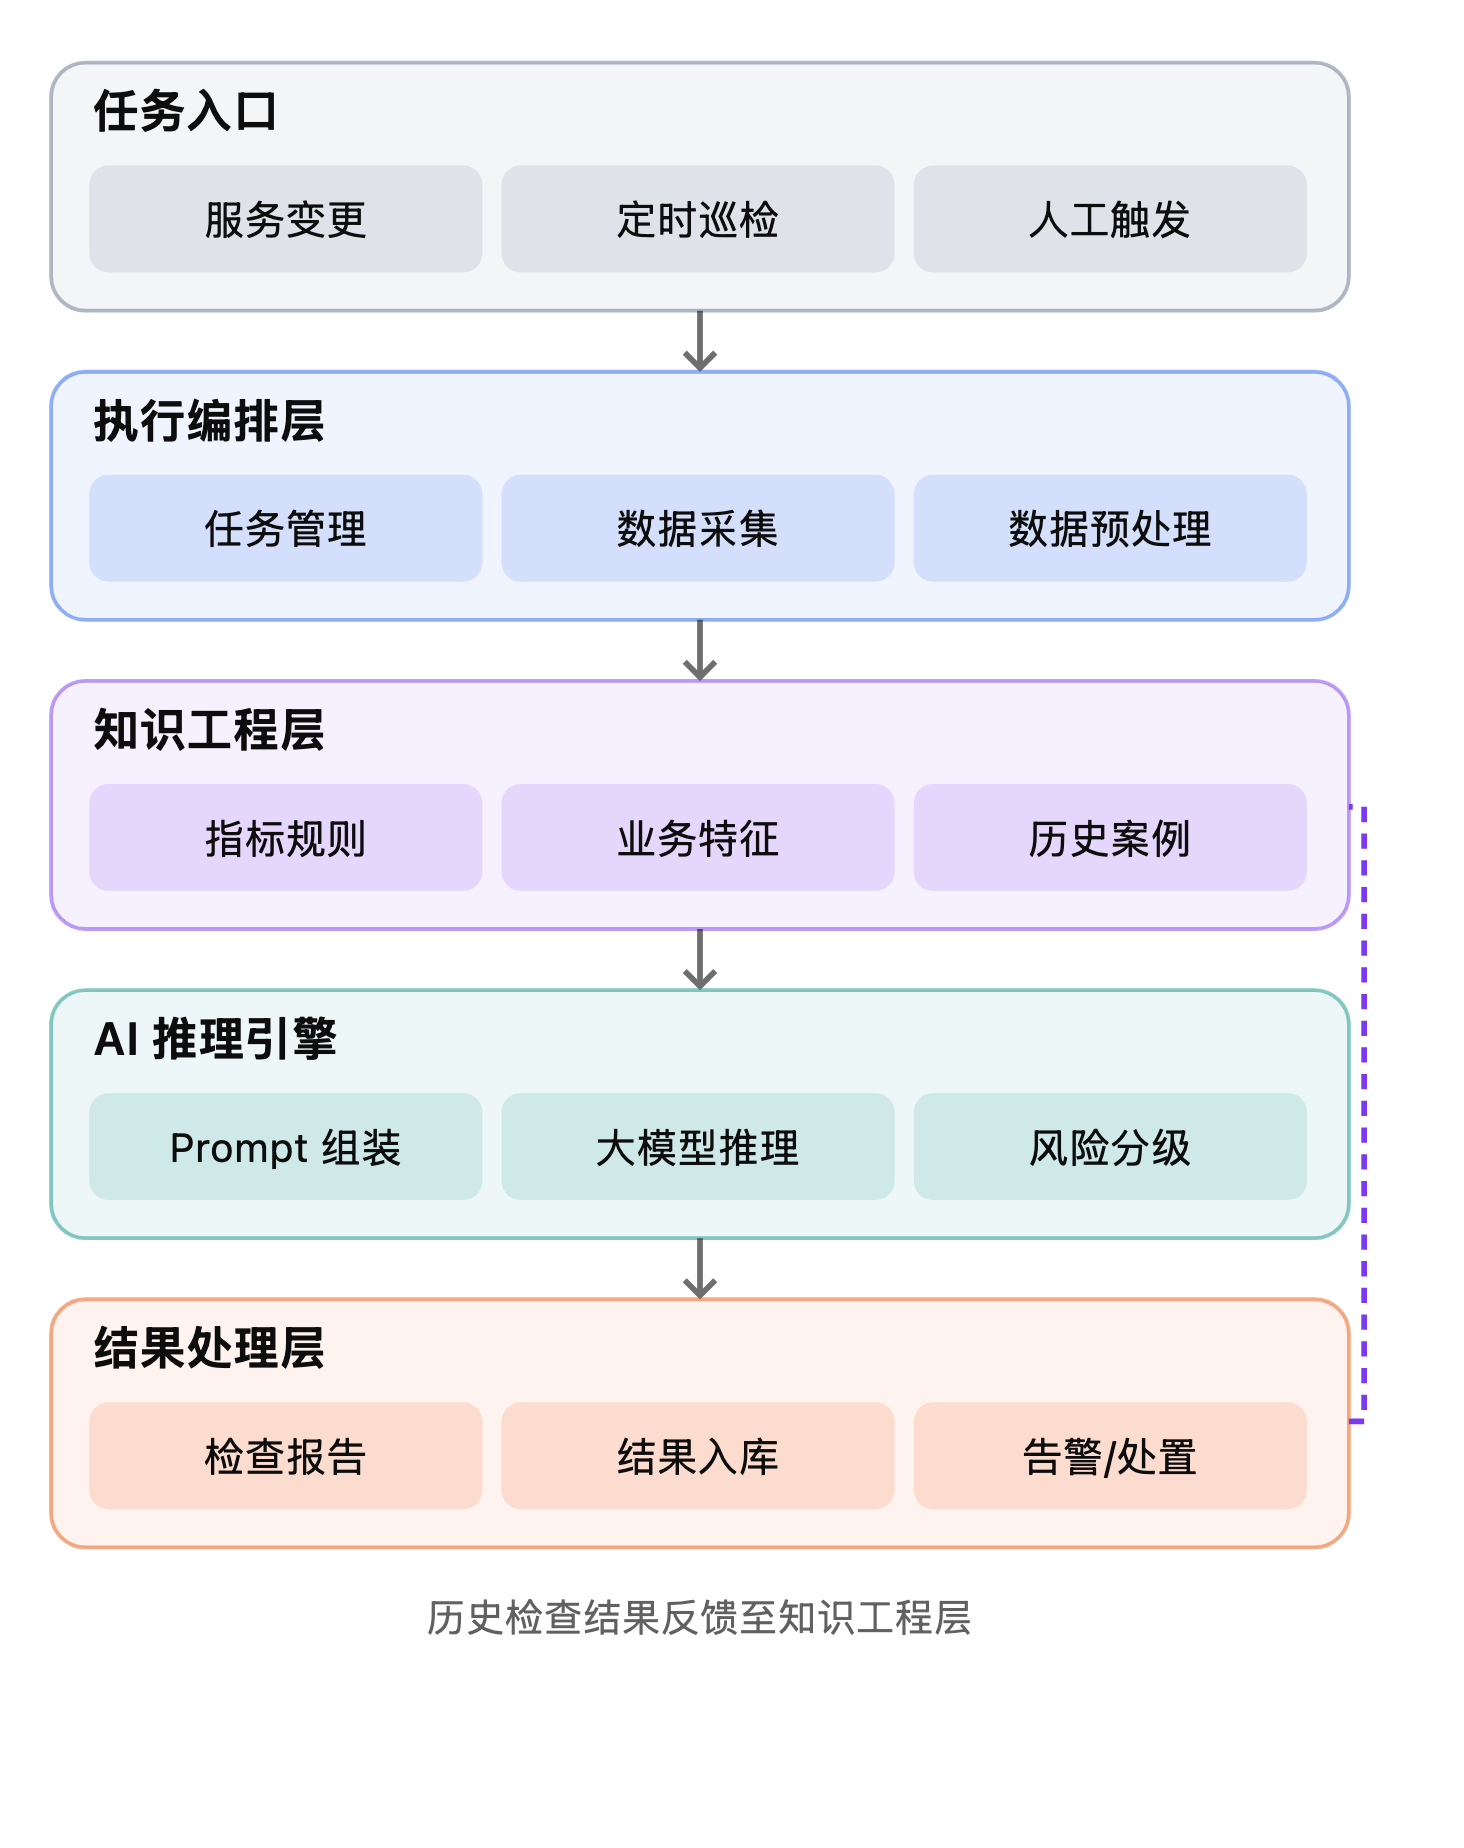 任务入口
服务变更 定时巡检 人工触发
执行编排层
任务管理 数据采集 数据预处理
知识工程层
指标规则 业务特征 历史案例
AI 推理引擎
Prompt 组装 大模型推理 风险分级
结果处理层
检查报告 结果入库 告警/处置
历史检查结果反馈至知识工程层